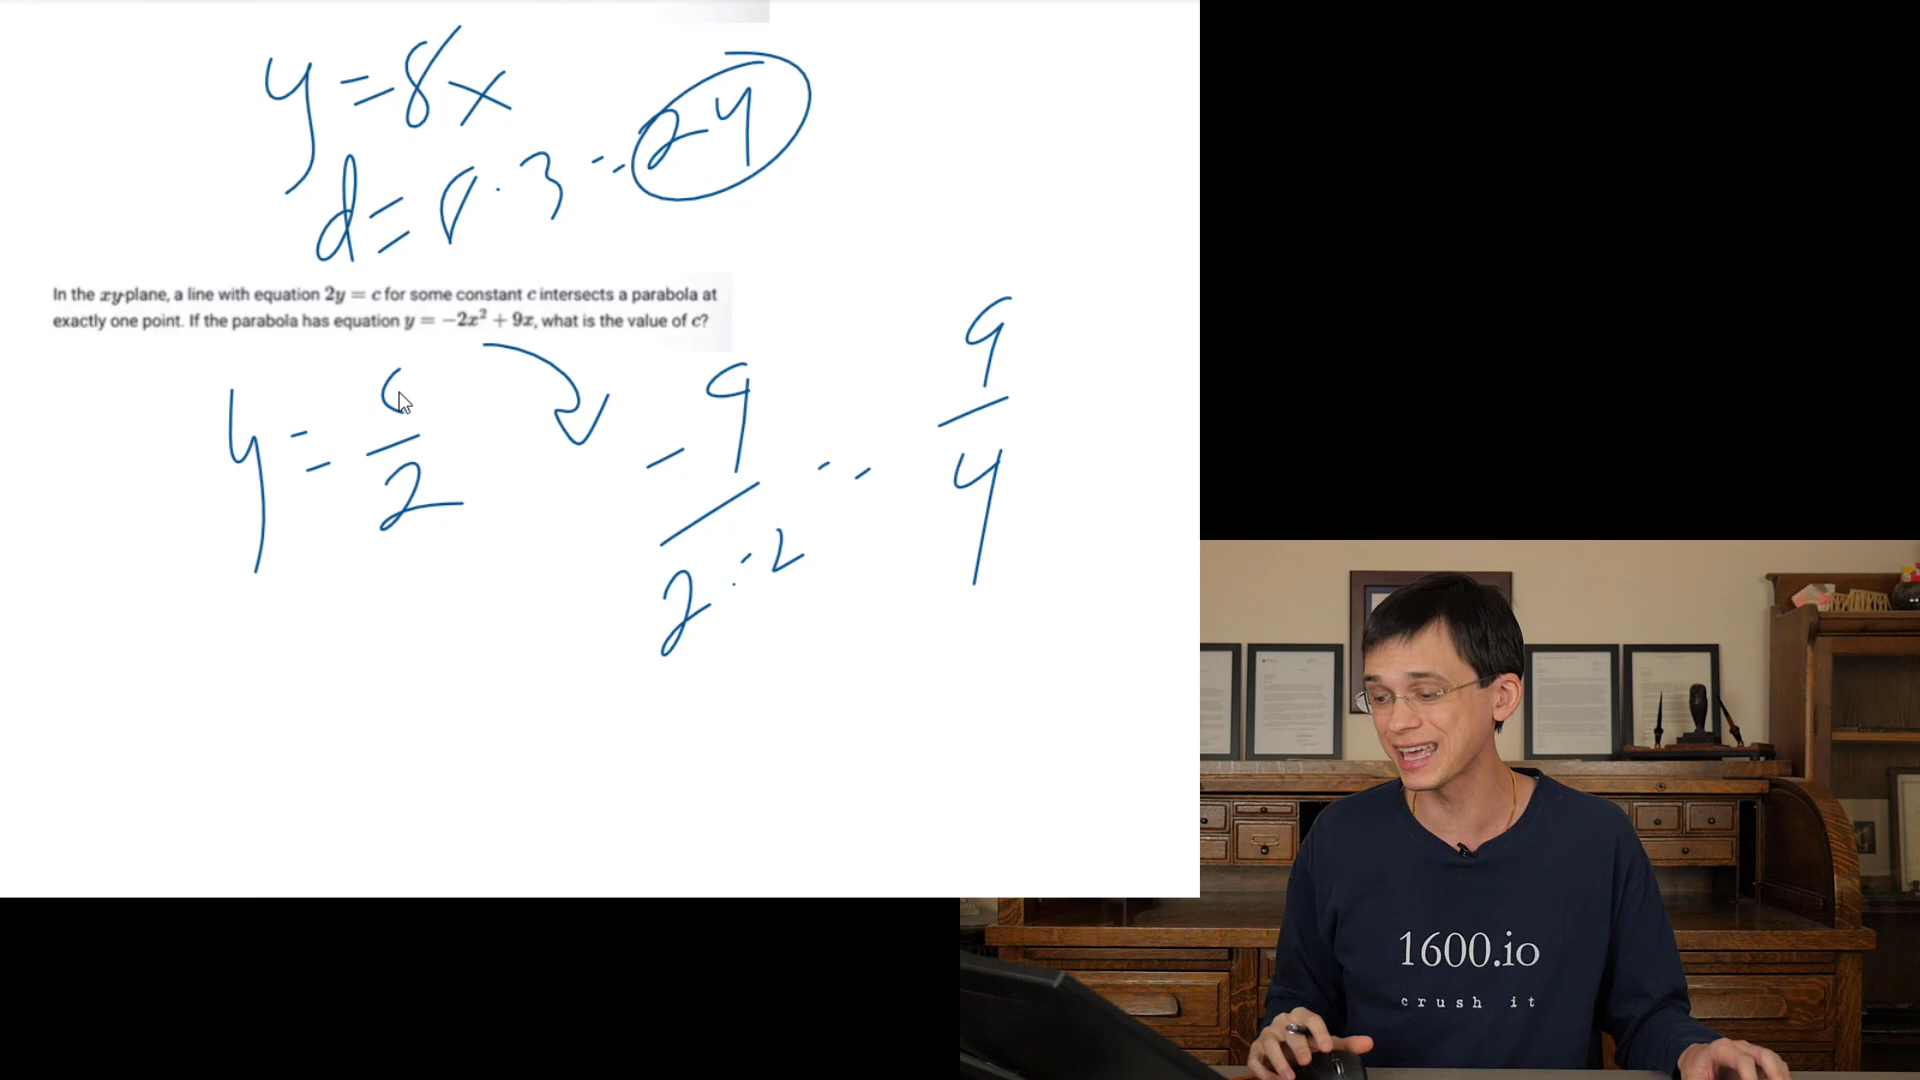 y = 8x
d = 8 · 3 = 24
In the xy-plane, a line with equation 2y = c for some constant c intersects a parabola at
exactly one point. If the parabola has equation y = −2x² + 9x, what is the value of c?
y = c/2
-9/2·-2 = 9/4
1600.io
crush it